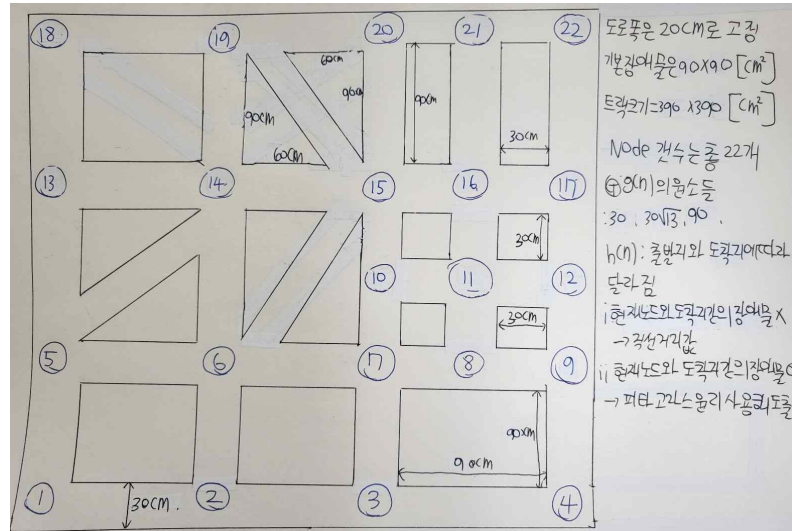 18 19 20 21 22
60cm
90cm
90cm
90cm
30cm
60cm
13 14 15 16 17
30cm
10 11 12
30cm
5 6 7 8 9
90cm
90cm
1 2 3 4
30cm.
도로폭은 20cm로 고정
기본장애물은 90x90 [cm²]
트랙크기=390 x390 [cm²]
Node 갯수는 총 22개
g(n)의 원소들
: 30, 30√13, 90.
h(n): 출발지와 도착지에따라
달라짐
i 현재노드와 도착지간의 장애물 X
→ 직선거리값
ii 현재노드와 도착지간의 장애물
→ 피타고라스윤리 사용